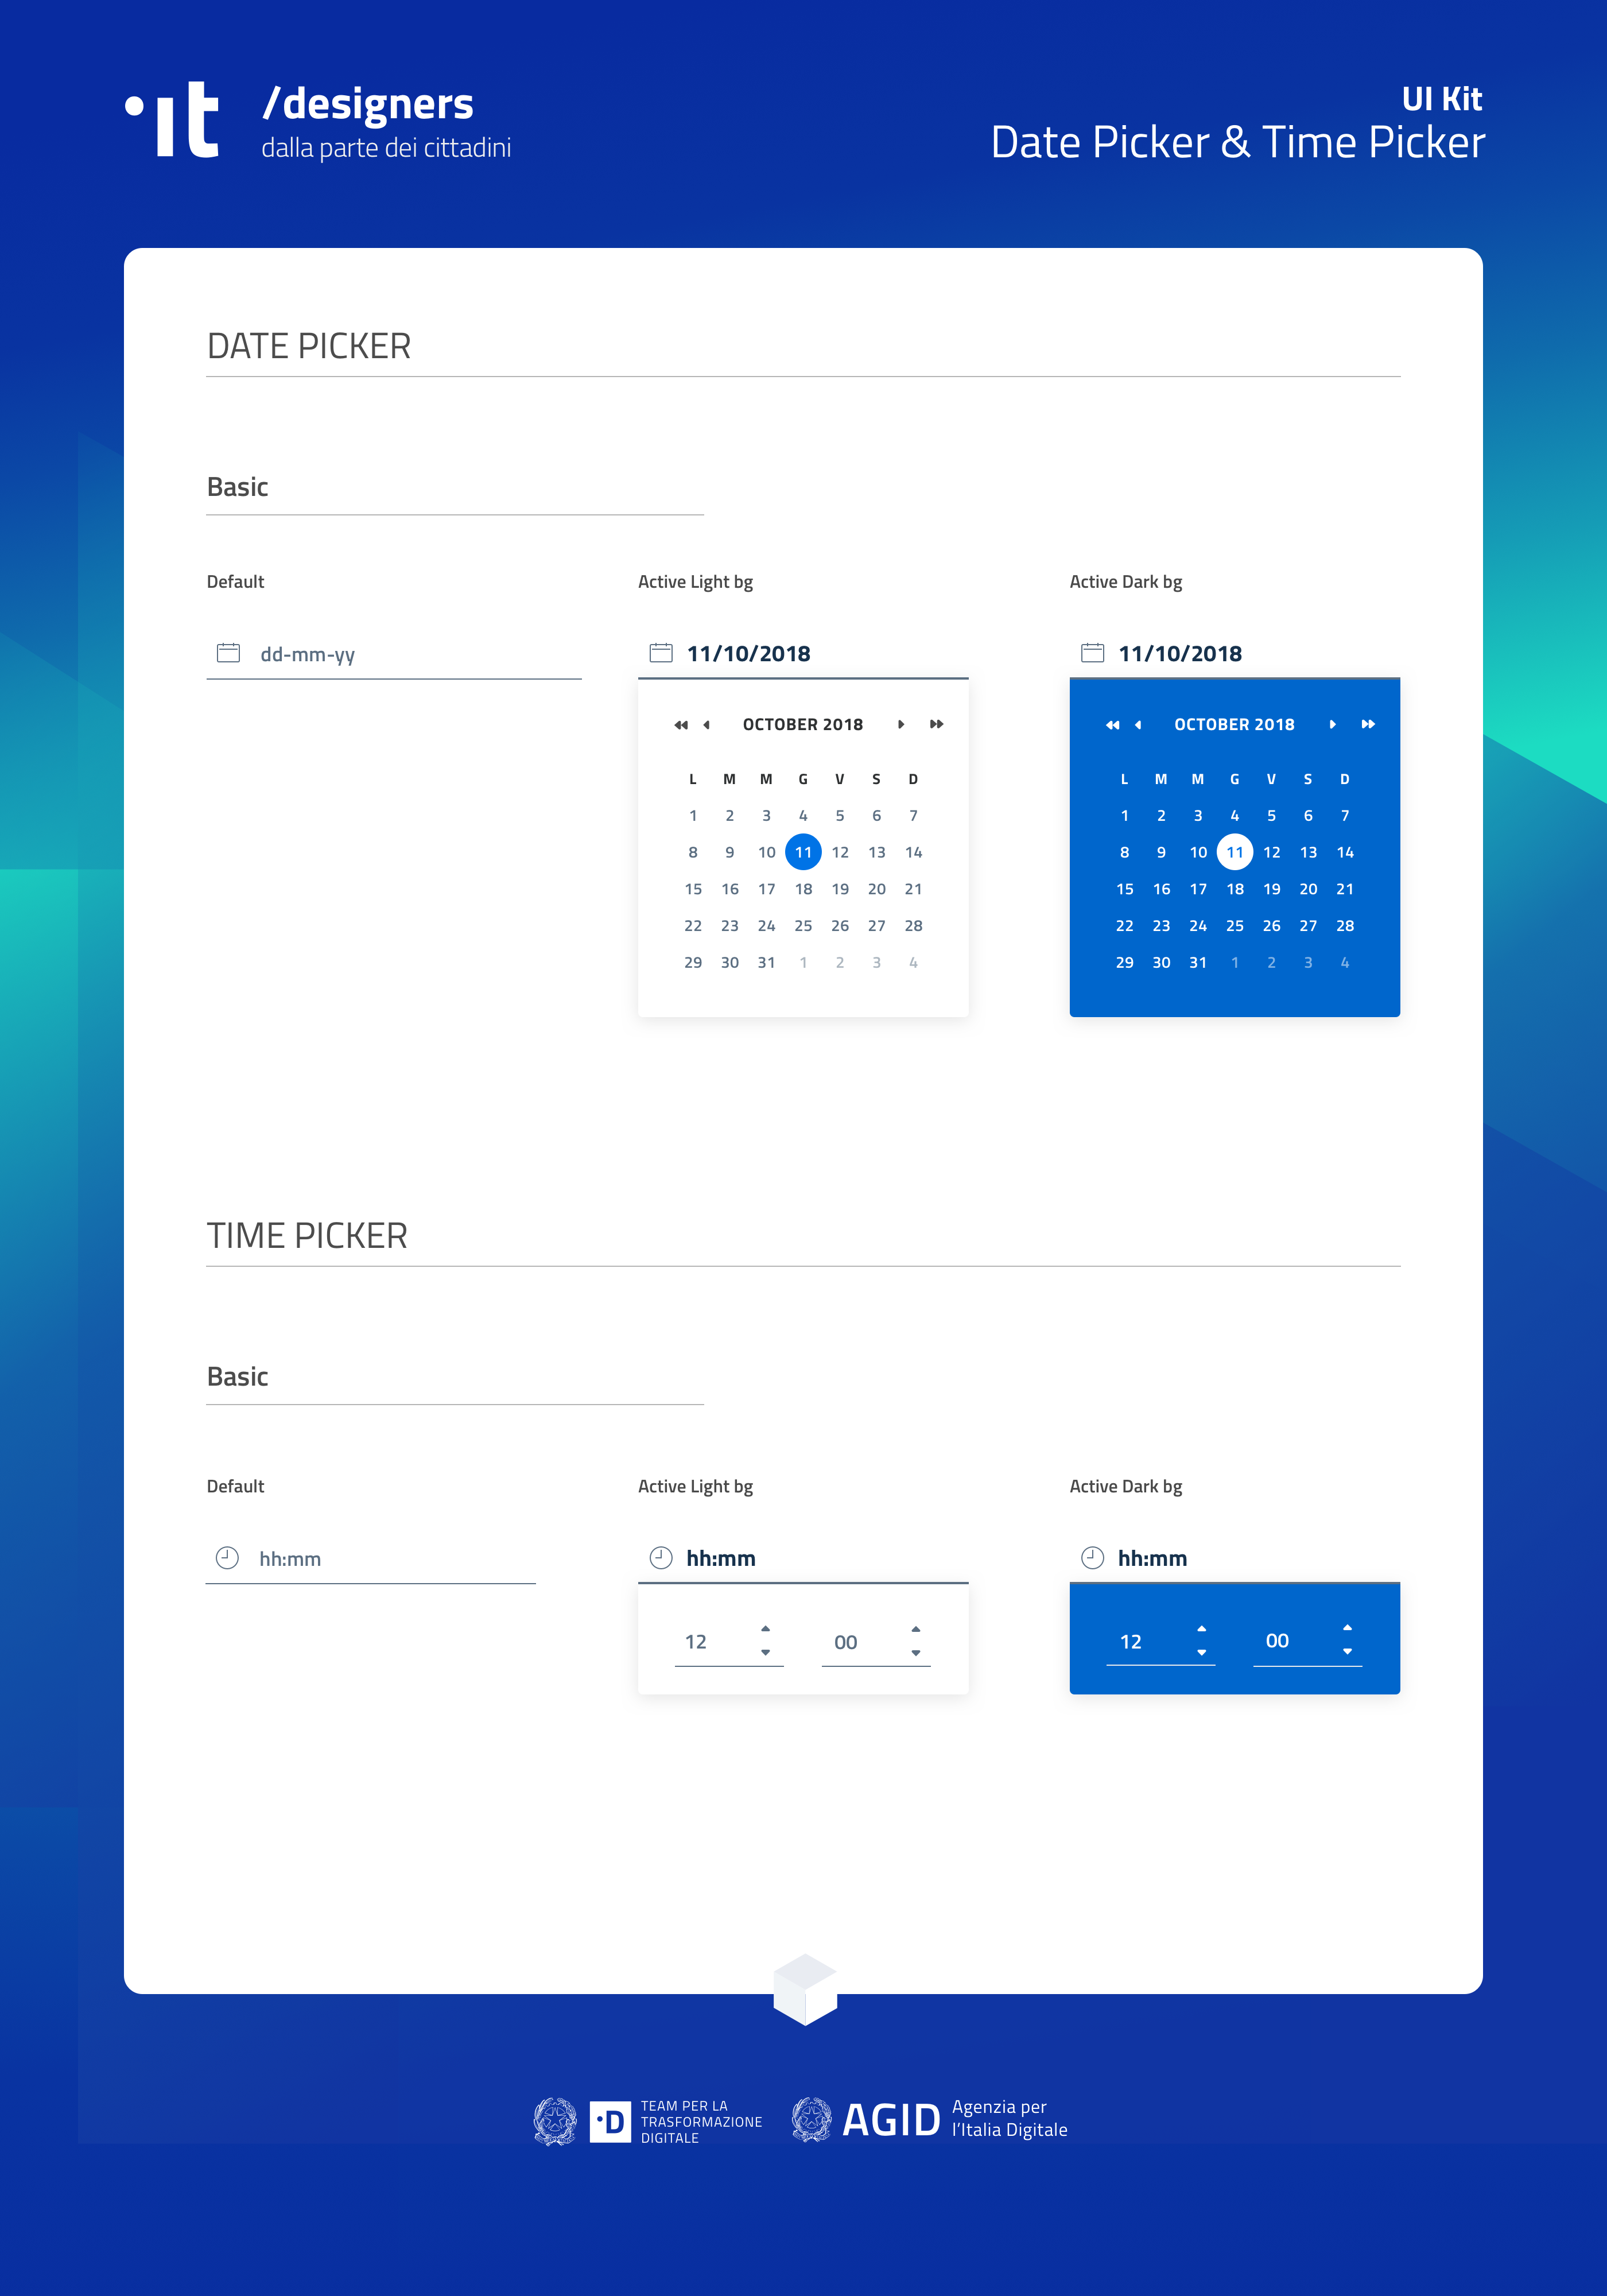 ·ıt
/designers
dalla parte dei cittadini
UI Kit
Date Picker & Time Picker
DATE PICKER
Basic
Default
Active Light bg
Active Dark bg
dd-mm-yy
11/10/2018
11/10/2018
OCTOBER 2018
L M M G V S D
1 2 3 4 5 6 7
8 9 10 11 12 13 14
15 16 17 18 19 20 21
22 23 24 25 26 27 28
29 30 31 1 2 3 4
OCTOBER 2018
L M M G V S D
1 2 3 4 5 6 7
8 9 10 11 12 13 14
15 16 17 18 19 20 21
22 23 24 25 26 27 28
29 30 31 1 2 3 4
TIME PICKER
Basic
Default
Active Light bg
Active Dark bg
hh:mm
hh:mm
hh:mm
12 00
12 00
·D
TEAM PER LA
TRASFORMAZIONE
DIGITALE
AGID
Agenzia per
l'Italia Digitale